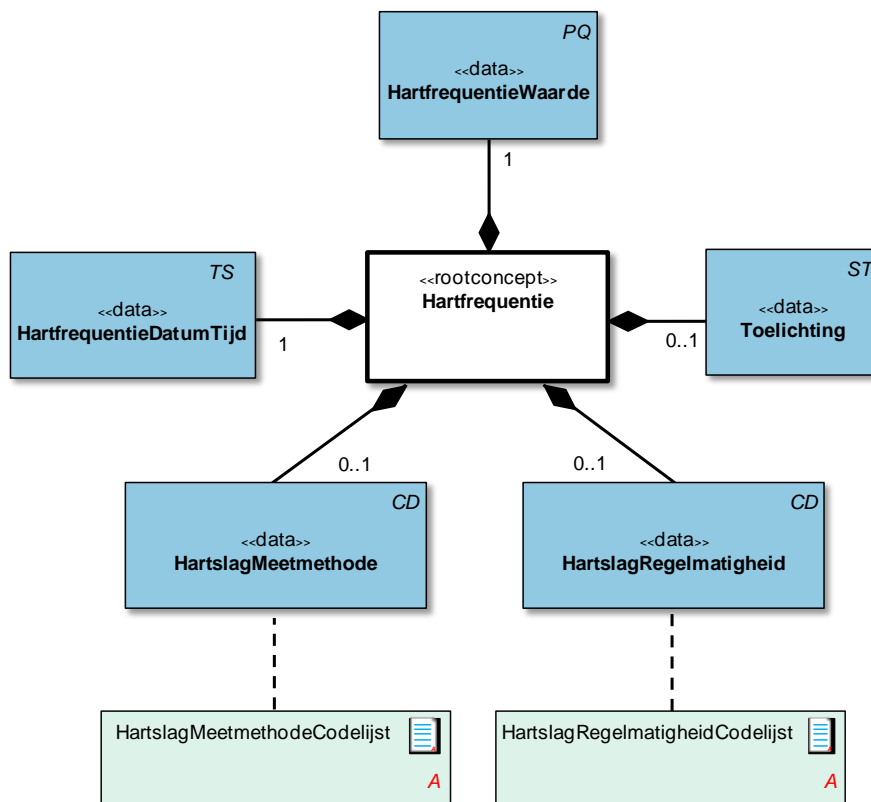 PQ
<<data>>
HartfrequentieWaarde
1
TS
<<data>>
HartfrequentieDatumTijd
1
<<rootconcept>>
Hartfrequentie
ST
<<data>>
Toelichting
0..1
0..1
0..1
CD
<<data>>
HartslagMeetmethode
CD
<<data>>
HartslagRegelmatigheid
HartslagMeetmethodeCodelijst
A
HartslagRegelmatigheidCodelijst
A